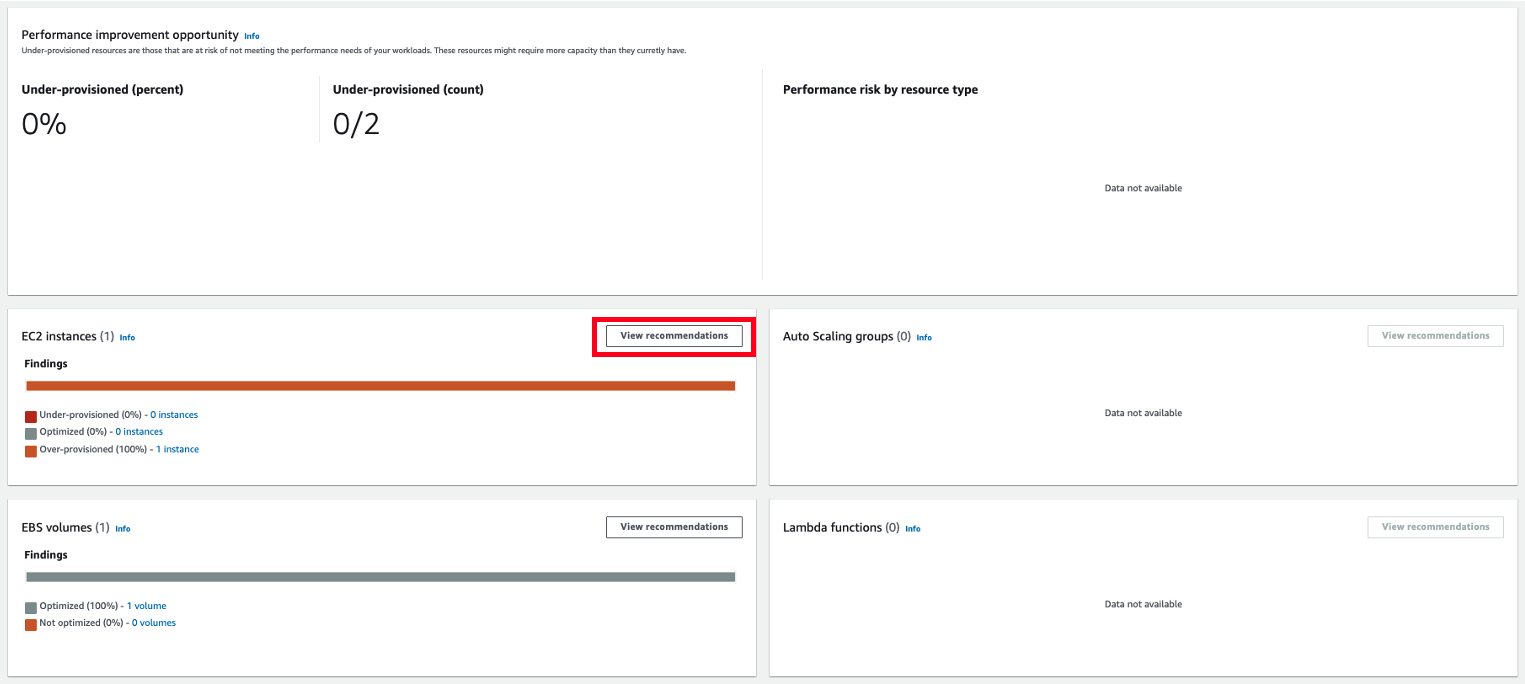 Performance improvement opportunity Info
Under-provisioned resources are those that are at risk of not meeting the performance needs of your workloads. These resources might require more capacity than they curretly have.
Under-provisioned (percent)
0%
Under-provisioned (count)
0/2
Performance risk by resource type
Data not available
EC2 instances (1) Info
View recommendations
Findings
Under-provisioned (0%) - 0 instances
Optimized (0%) - 0 instances
Over-provisioned (100%) - 1 instance
Auto Scaling groups (0) Info
View recommendations
Data not available
EBS volumes (1) Info
View recommendations
Findings
Optimized (100%) - 1 volume
Not optimized (0%) - 0 volumes
Lambda functions (0) Info
View recommendations
Data not available